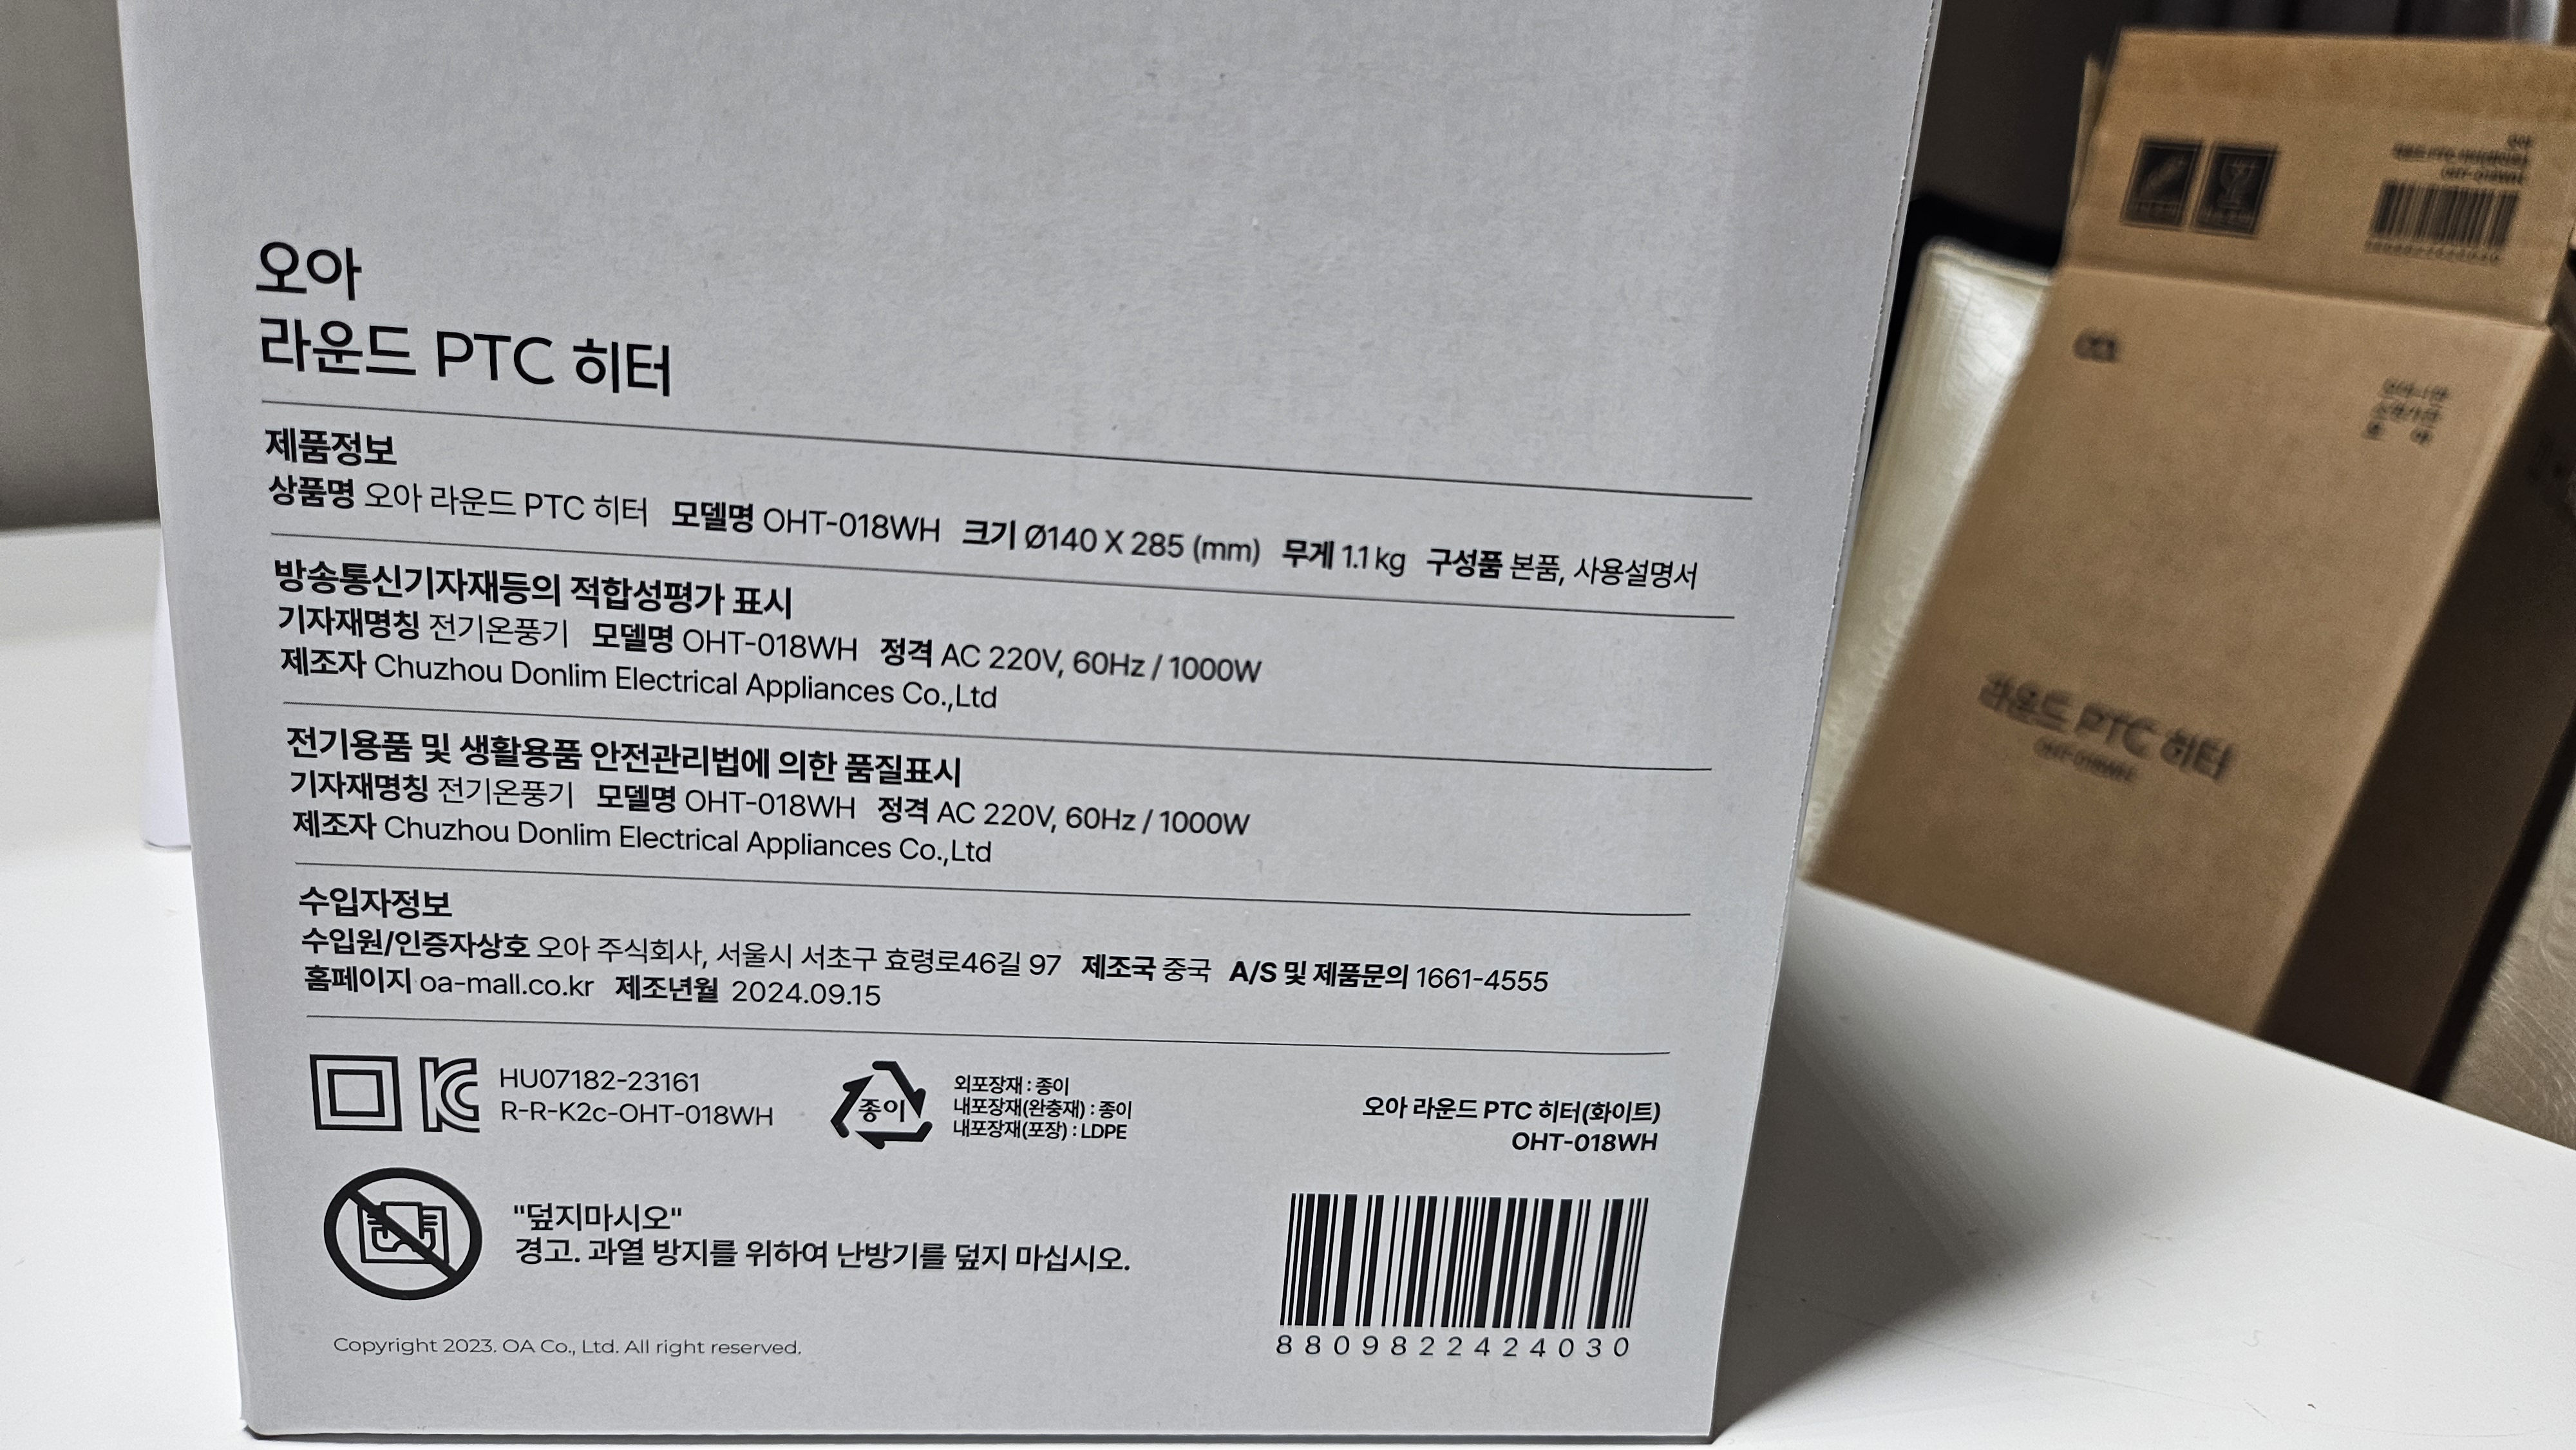 오아
라운드 PTC 히터
제품정보
상품명 오아 라운드 PTC 히터 모델명 OHT-018WH 크기 Ø140 X 285 (mm) 무게 1.1 kg 구성품 본품, 사용설명서
방송통신기자재등의 적합성평가 표시
기자재명칭 전기온풍기 모델명 OHT-018WH 정격 AC 220V, 60Hz / 1000W
제조자 Chuzhou Donlim Electrical Appliances Co.,Ltd
전기용품 및 생활용품 안전관리법에 의한 품질표시
기자재명칭 전기온풍기 모델명 OHT-018WH 정격 AC 220V, 60Hz / 1000W
제조자 Chuzhou Donlim Electrical Appliances Co.,Ltd
수입자정보
수입원/인증자상호 오아 주식회사, 서울시 서초구 효령로46길 97 제조국 중국 A/S 및 제품문의 1661-4555
홈페이지 oa-mall.co.kr 제조년월 2024.09.15
HU07182-23161
R-R-K2c-OHT-018WH
종이
외포장재 : 종이
내포장재(완충재) : 종이
내포장재(포장) : LDPE
오아 라운드 PTC 히터(화이트)
OHT-018WH
"덮지마시오"
경고. 과열 방지를 위하여 난방기를 덮지 마십시오.
8809822424030
Copyright 2023. OA Co., Ltd. All right reserved.
라운드 PTC 히터
OHT-018WH